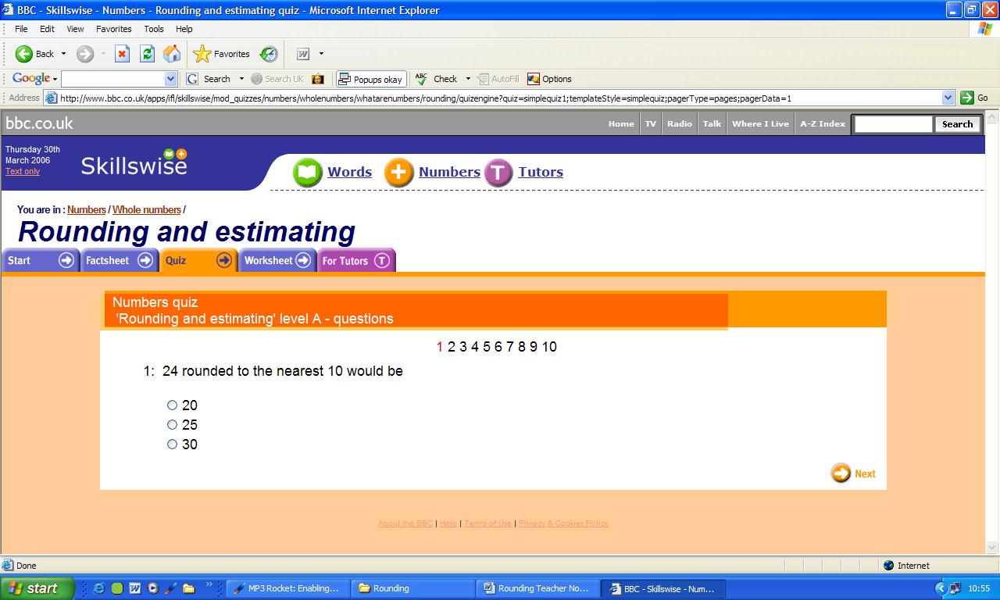 BBC - Skillswise - Numbers - Rounding and estimating quiz - Microsoft Internet Explorer
File Edit View Favorites Tools Help
Back Favorites
Google Search Search UK Popups okay ABC Check AutoFill Options
Address http://www.bbc.co.uk/apps/ifl/skillswise/mod_quizzes/numbers/wholenumbers/whatarenumbers/rounding/quizengine?quiz=simplequiz1;templateStyle=simplequiz;pagerType=pages;pagerData=1 Go
bbc.co.uk Home TV Radio Talk Where I Live A-Z Index Search
Thursday 30th
March 2006
Text only
Skillswise
Words Numbers T Tutors
You are in : Numbers / Whole numbers /
Rounding and estimating
Start Factsheet Quiz Worksheet For Tutors T
Numbers quiz
'Rounding and estimating' level A - questions
1 2 3 4 5 6 7 8 9 10
1: 24 rounded to the nearest 10 would be
20
25
30
Next
About the BBC | Help | Terms of Use | Privacy & Cookies Policy
Done Internet
start » MP3 Rocket: Enabling... Rounding Rounding Teacher No... BBC - Skillswise - Num... 10:55